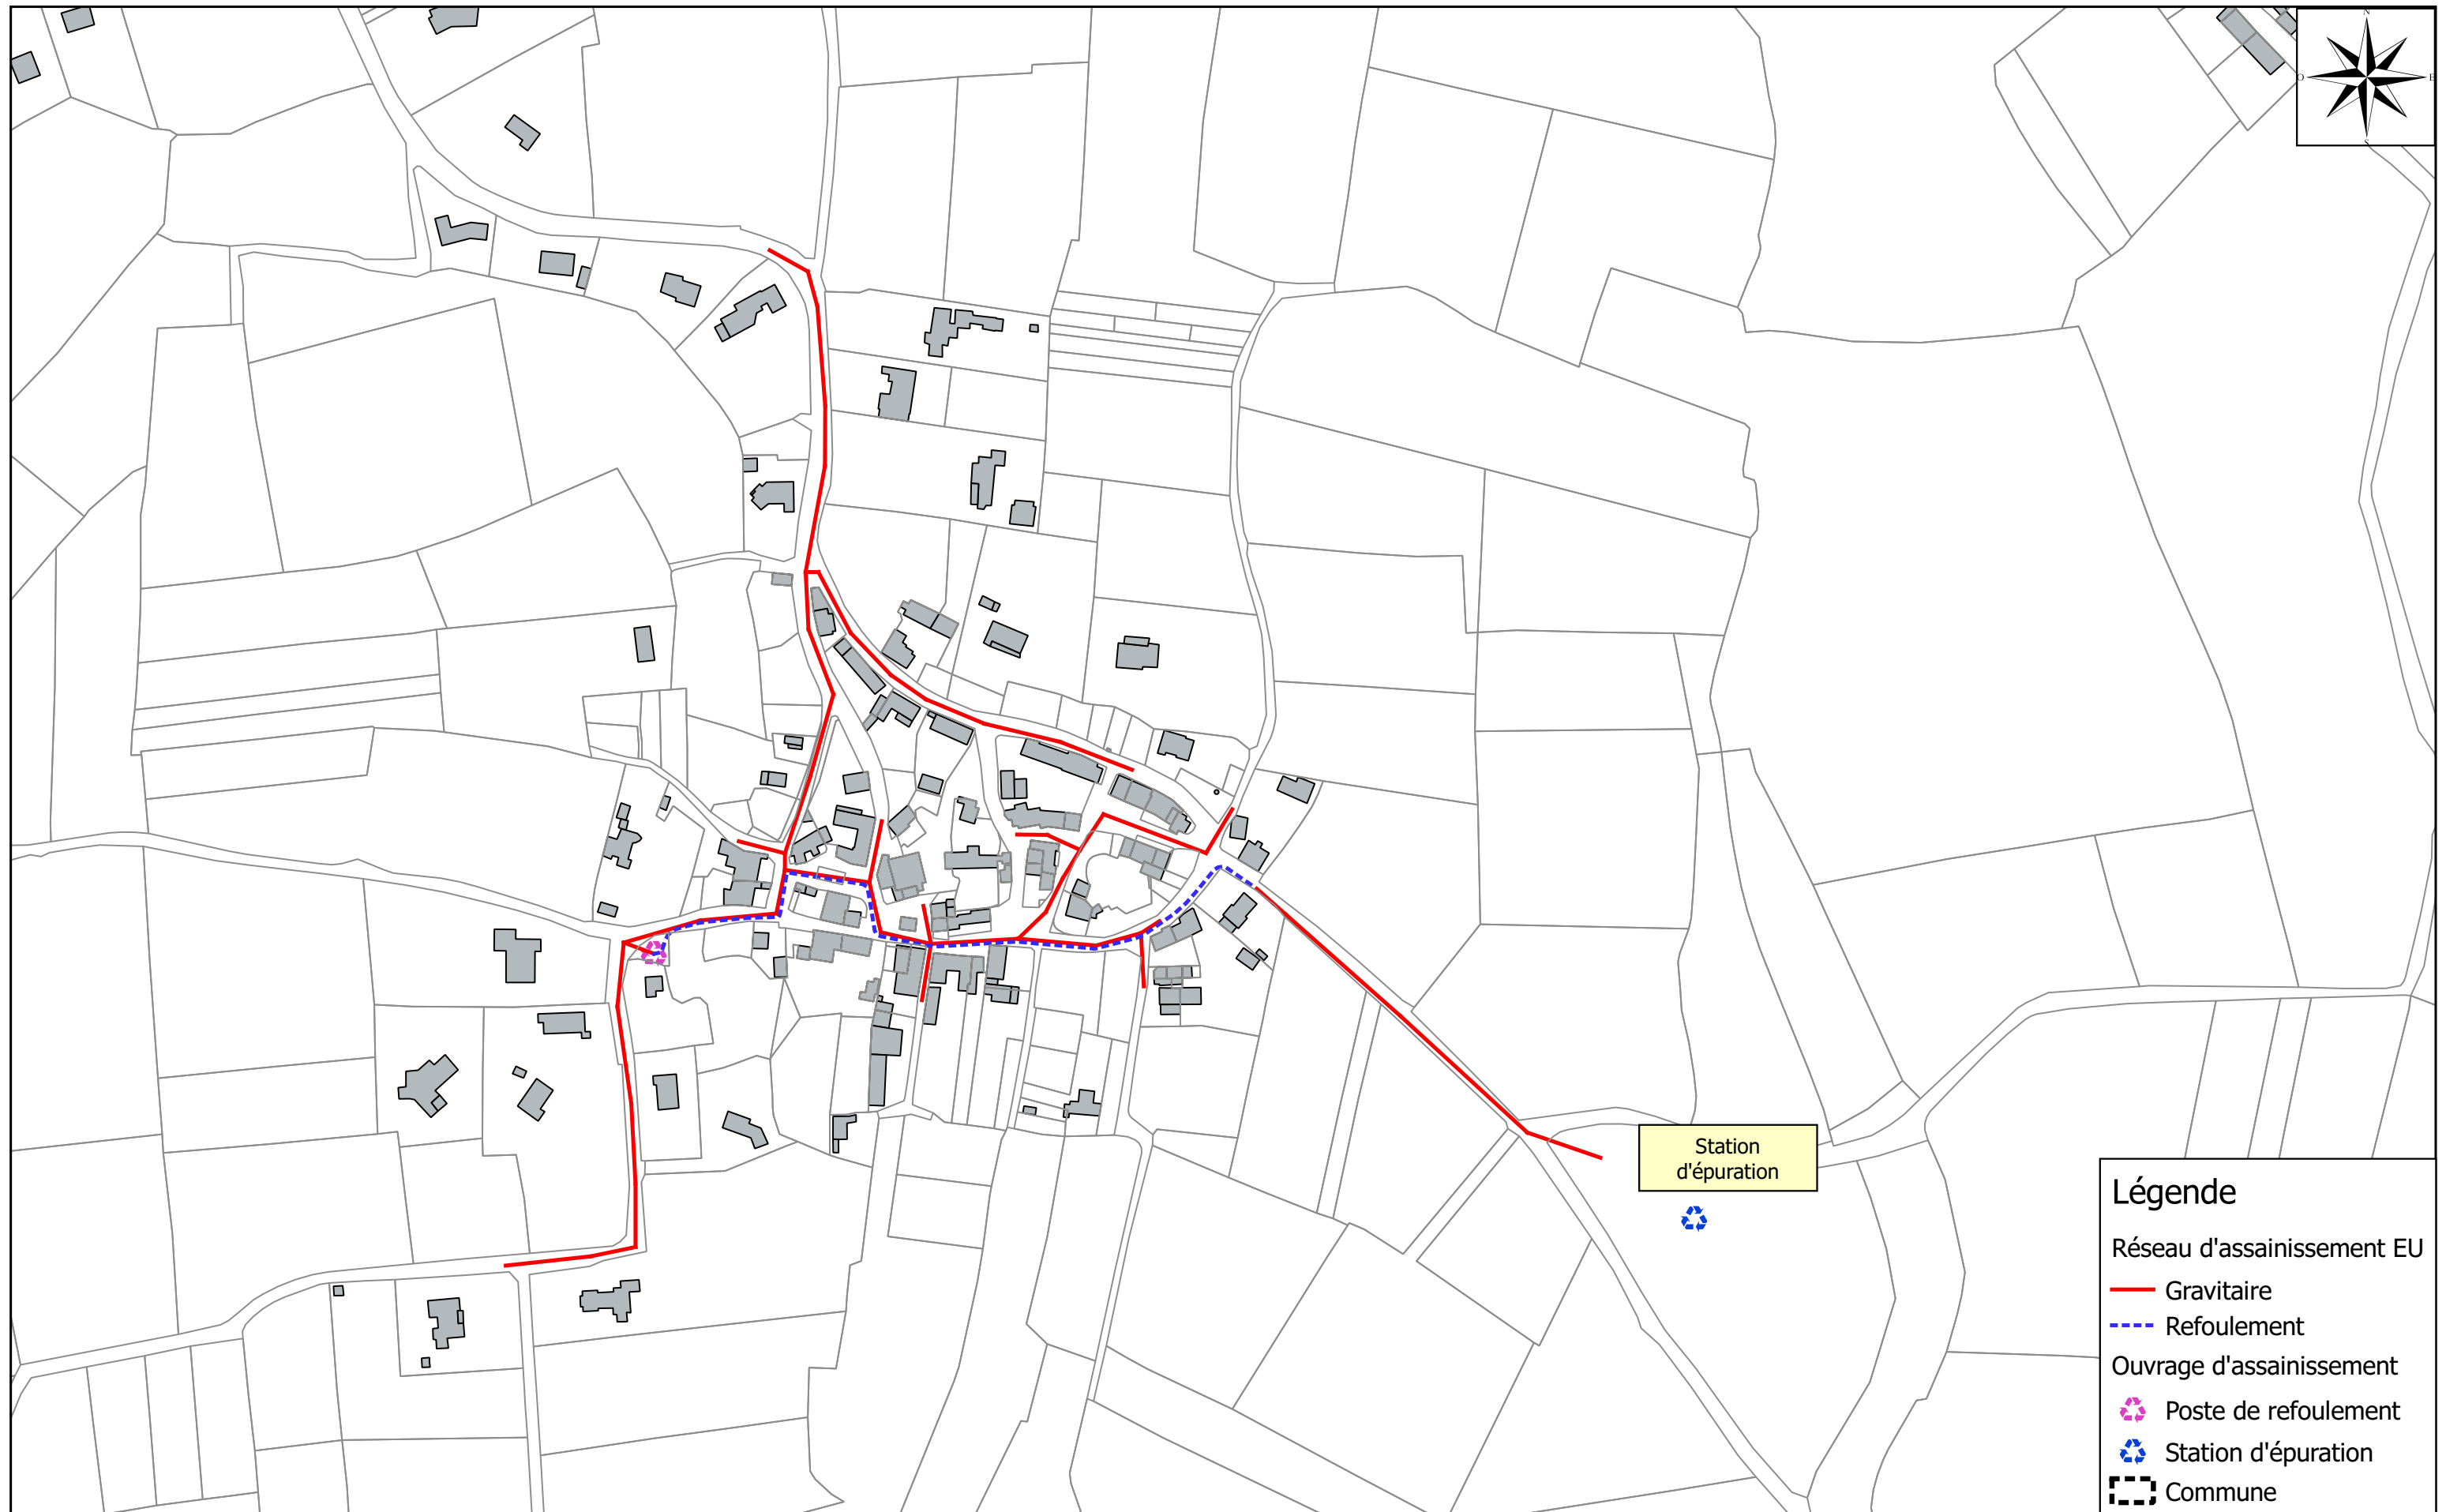 N
O
E
S
Station
d'épuration
Légende
Réseau d'assainissement EU
Gravitaire
Refoulement
Ouvrage d'assainissement
Poste de refoulement
Station d'épuration
Commune